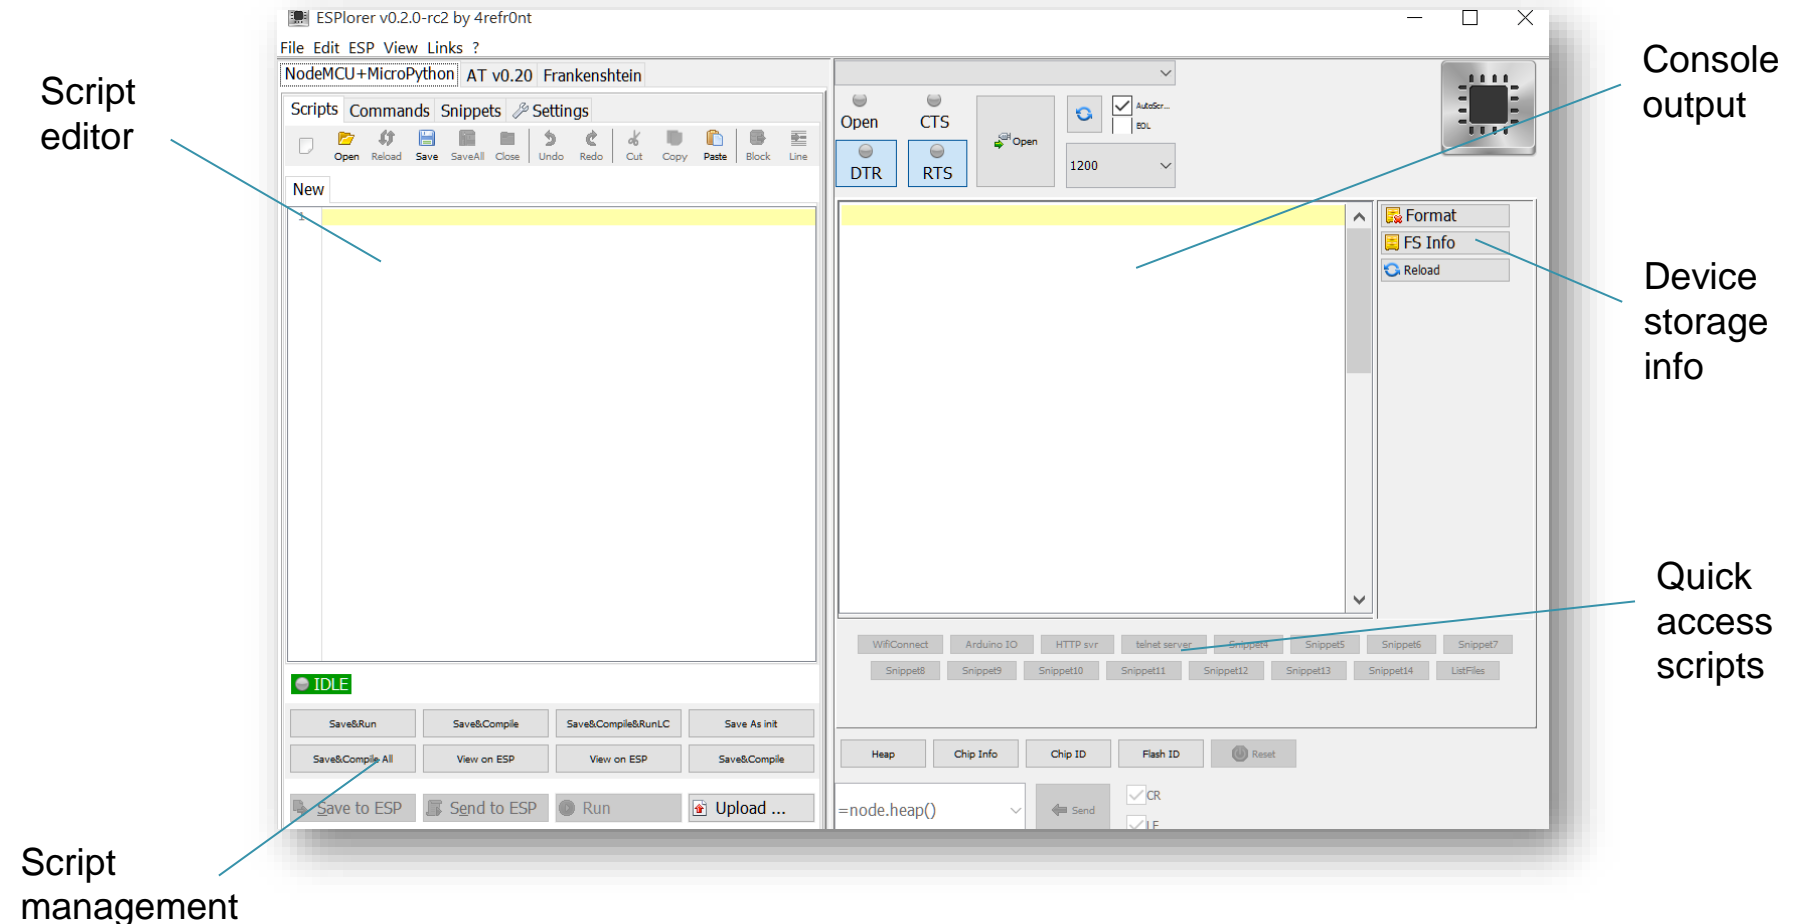 ESPlorer v0.2.0-rc2 by 4refr0nt
File Edit ESP View Links ?
NodeMCU+MicroPython AT v0.20 Frankenshtein
Scripts Commands Snippets Settings
Open Reload Save SaveAll Close Undo Redo Cut Copy Paste Block Line
New
1
IDLE
Save&Run Save&Compile Save&Compile&RunLC Save As init
Save&Compile All View on ESP View on ESP Save&Compile
Save to ESP Send to ESP Run Upload ...
Open CTS
DTR RTS
Open
AutoScr...
EOL
1200
Format
FS Info
Reload
WifiConnect Arduino IO HTTP svr telnet server Snippet4 Snippet5 Snippet6 Snippet7
Snippet8 Snippet9 Snippet10 Snippet11 Snippet12 Snippet13 Snippet14 ListFiles
Heap Chip Info Chip ID Flash ID Reset
=node.heap() Send
CR
LF
Script
editor
Script
management
Console
output
Device
storage
info
Quick
access
scripts